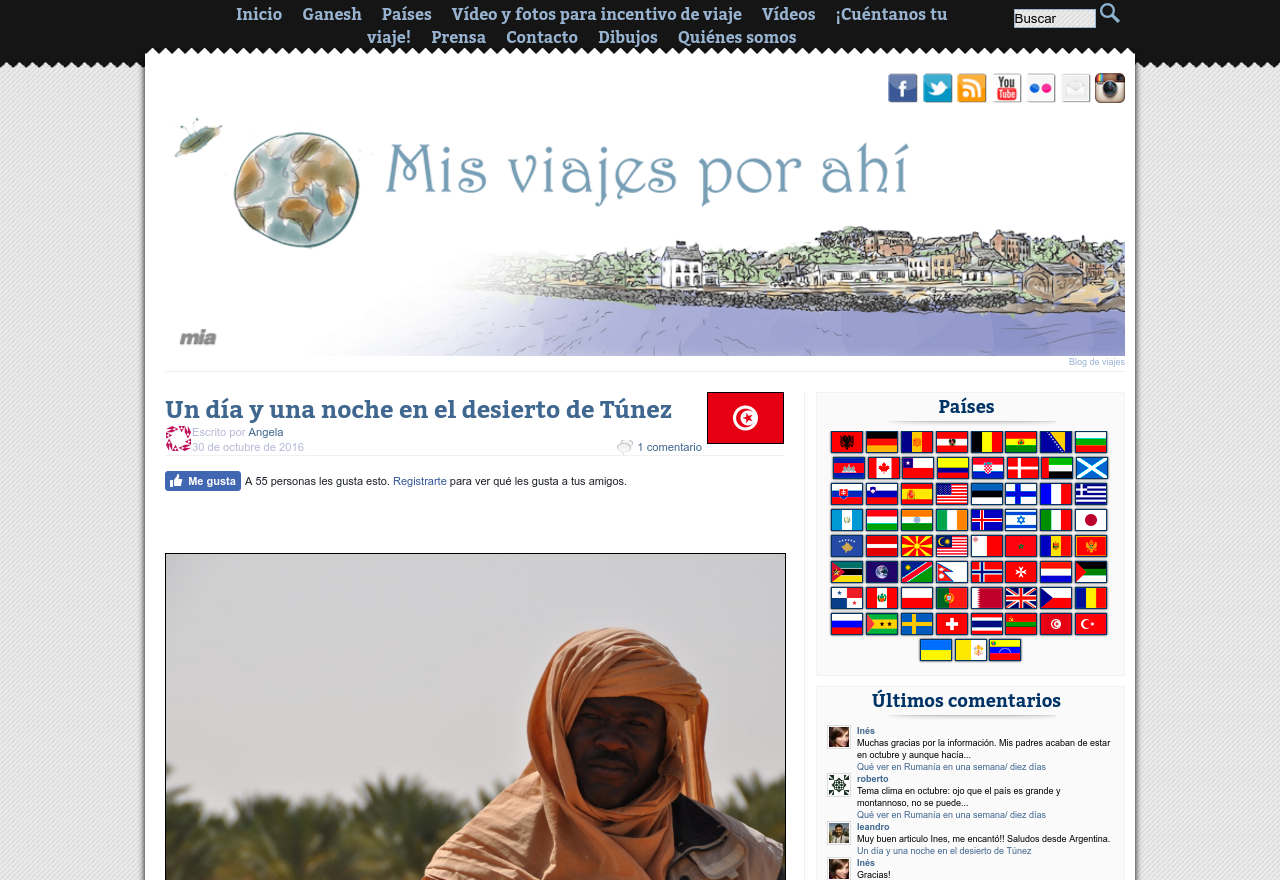 Inicio Ganesh Países Vídeo y fotos para incentivo de viaje Vídeos ¡Cuéntanos tu
viaje! Prensa Contacto Dibujos Quiénes somos
Buscar
You
Tube
Mis viajes por ahí
mia
Blog de viajes
Un día y una noche en el desierto de Túnez
Escrito por Angela
30 de octubre de 2016
1 comentario
Me gusta A 55 personas les gusta esto. Registrarte para ver qué les gusta a tus amigos.
Países
Últimos comentarios
Inés
Muchas gracias por la información. Mis padres acaban de estar
en octubre y aunque hacía...
Qué ver en Rumanía en una semana/ diez días
roberto
Tema clima en octubre: ojo que el país es grande y
montannoso, no se puede...
Qué ver en Rumanía en una semana/ diez días
leandro
Muy buen articulo Ines, me encantó!! Saludos desde Argentina.
Un día y una noche en el desierto de Túnez
Inés
Gracias!